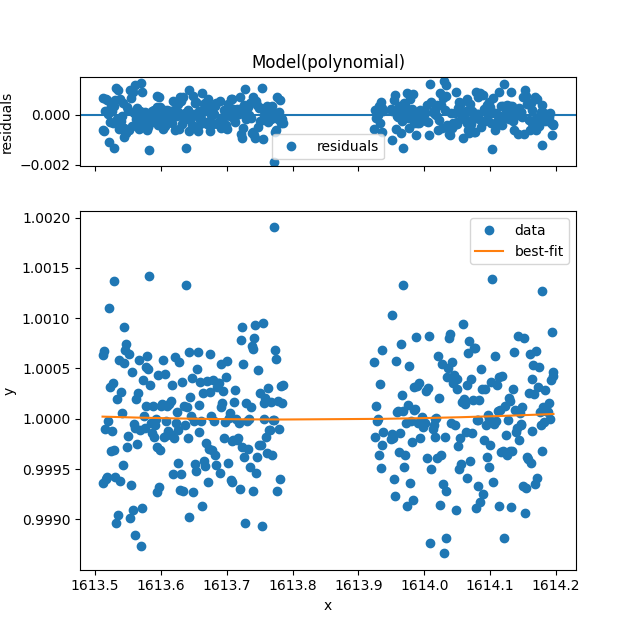 Model(polynomial)
residuals
0.000
−0.002
residuals
y
1.0020
1.0015
1.0010
1.0005
1.0000
0.9995
0.9990
data
best-fit
1613.5 1613.6 1613.7 1613.8 1613.9 1614.0 1614.1 1614.2
x